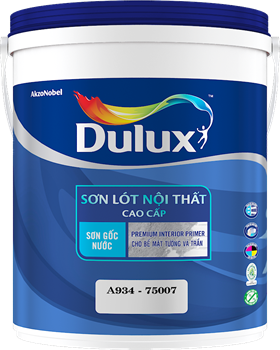 AkzoNobel
Dulux
SƠN LÓT NỘI THẤT
CAO CẤP
SƠN GỐC
NƯỚC
PREMIUM INTERIOR PRIMER
CHO BỀ MẶT TƯỜNG VÀ TRẦN
A934 - 75007